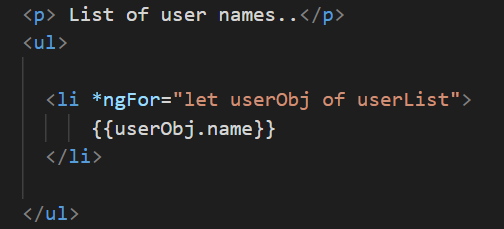 <p> List of user names..</p>
<ul>
<li *ngFor="let userObj of userList">
{{userObj.name}}
</li>
</ul>